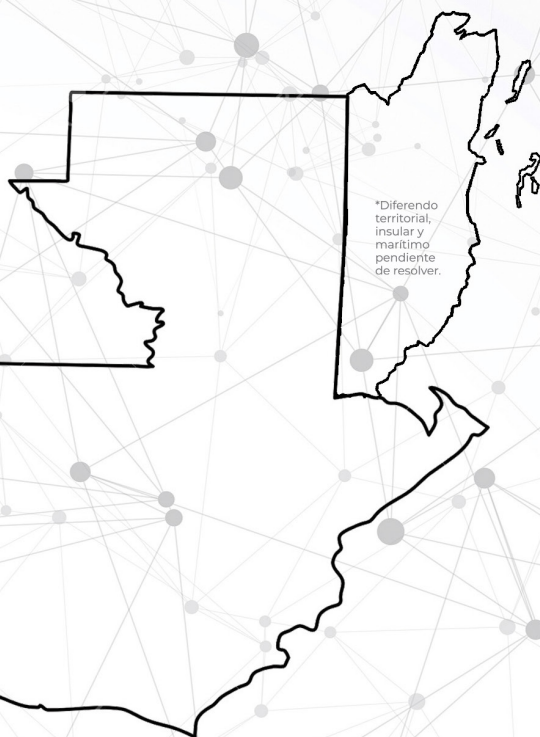 *Diferendo
territorial,
insular y
marítimo
pendiente
de resolver.